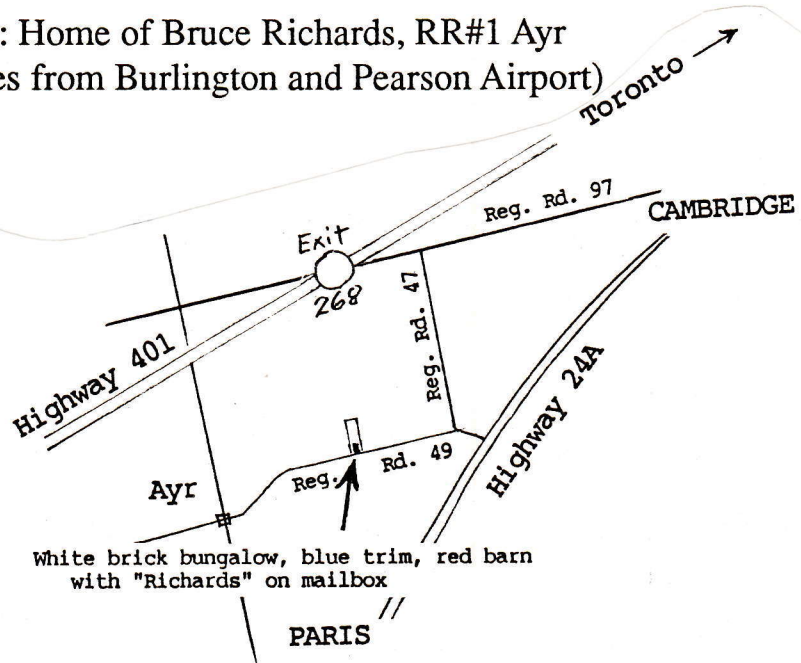 : Home of Bruce Richards, RR#1 Ayr
es from Burlington and Pearson Airport)
Toronto
Reg. Rd. 97
CAMBRIDGE
Exit
268
Reg. Rd. 47
Highway 401
Highway 24A
Reg. Rd. 49
Ayr
White brick bungalow, blue trim, red barn
with "Richards" on mailbox
PARIS